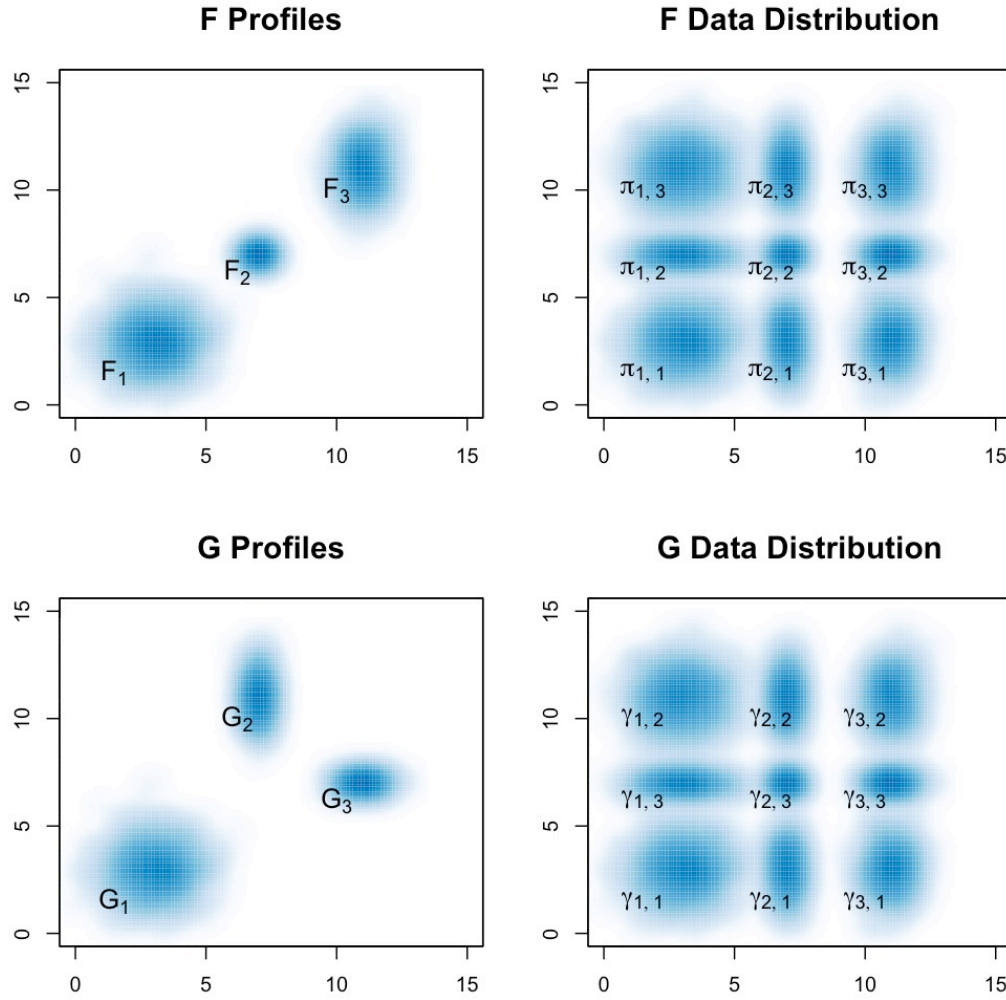 F Profiles
F Data Distribution
15
10
5
0
F3
F2
F1
0 5 10 15
15
10
5
0
π1, 3 π2, 3 π3, 3
π1, 2 π2, 2 π3, 2
π1, 1 π2, 1 π3, 1
0 5 10 15
G Profiles
G Data Distribution
15
10
5
0
G2
G3
G1
0 5 10 15
15
10
5
0
γ1, 2 γ2, 2 γ3, 2
γ1, 3 γ2, 3 γ3, 3
γ1, 1 γ2, 1 γ3, 1
0 5 10 15